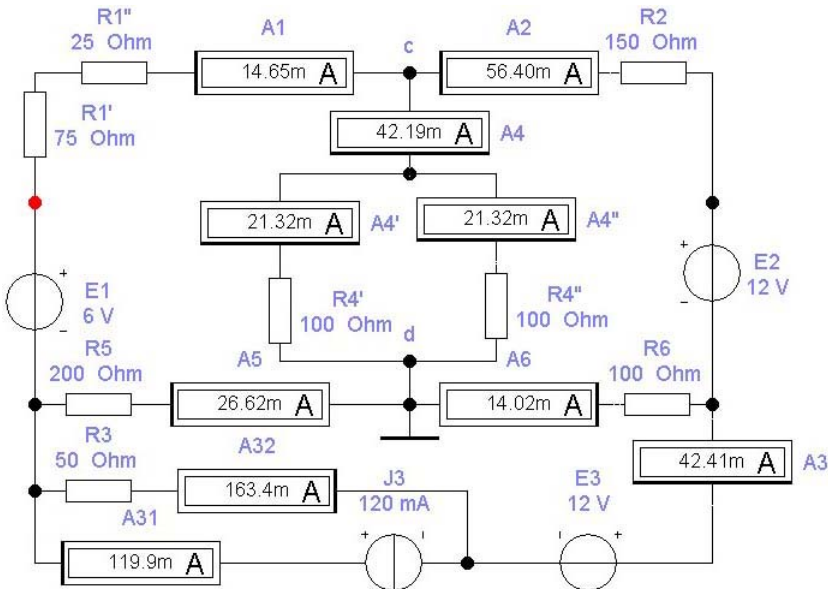 R1" A1 c A2 R2
25 Ohm 150 Ohm
14.65m A 56.40m A
R1'
75 Ohm
42.19m A A4
21.32m A A4' 21.32m A A4"
+ E1 6 V -
+ E2 12 V -
R4' 100 Ohm
R4" 100 Ohm
d
R5 A5 A6 R6
200 Ohm 100 Ohm
26.62m A 14.02m A
R3 A32
50 Ohm
163.4m A
42.41m A A3
J3 E3
120 mA 12 V
A31
119.9m A + - - +